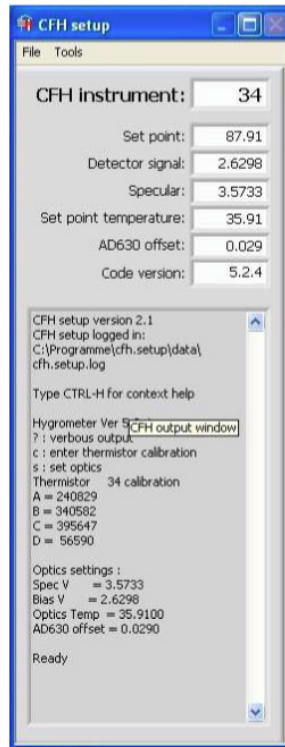 CFH setup
File Tools
CFH instrument: 34
Set point: 87.91
Detector signal: 2.6298
Specular: 3.5733
Set point temperature: 35.91
AD630 offset: 0.029
Code version: 5.2.4
CFH setup version 2.1
CFH setup logged in:
C:\Programme\cfh.setup\data\
cfh.setup.log
Type CTRL-H for context help
Hygrometer Ver
CFH output window
? : verbous output
c : enter thermistor calibration
s : set optics
Thermistor 34 calibration
A = 240829
B = 340582
C = 395647
D = 56590
Optics settings :
Spec V = 3.5733
Bias V = 2.6298
Optics Temp = 35.9100
AD630 offset = 0.0290
Ready